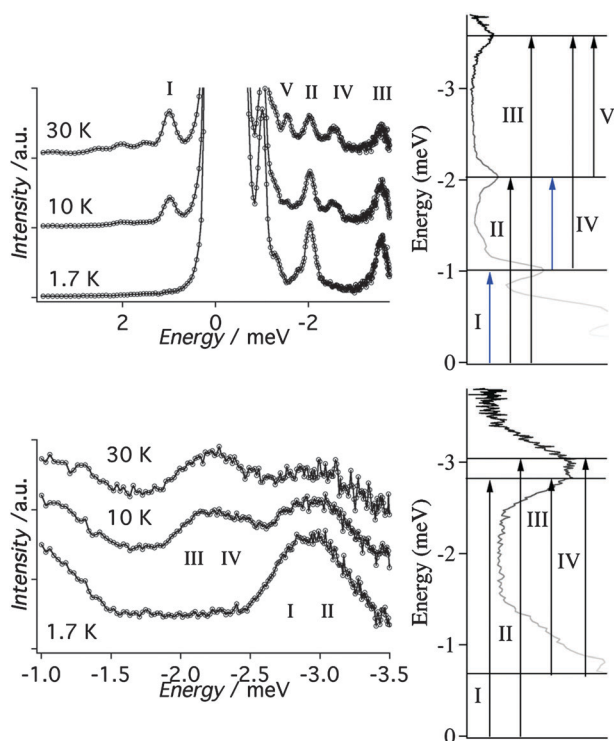 I
V II IV III
30 K
10 K
1.7 K
Intensity /a.u.
2 0 -2
Energy / meV
Energy (meV)
-3
-2
-1
0
III
V
II
IV
I
30 K
10 K
III IV
I II
1.7 K
Intensity /a.u.
-1.0 -1.5 -2.0 -2.5 -3.0 -3.5
Energy / meV
Energy (meV)
-3
-2
-1
0
III
IV
II
I